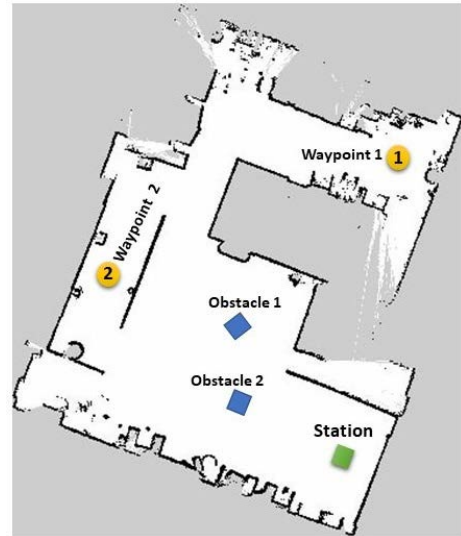 Waypoint 1
1
Waypoint 2
2
Obstacle 1
Obstacle 2
Station